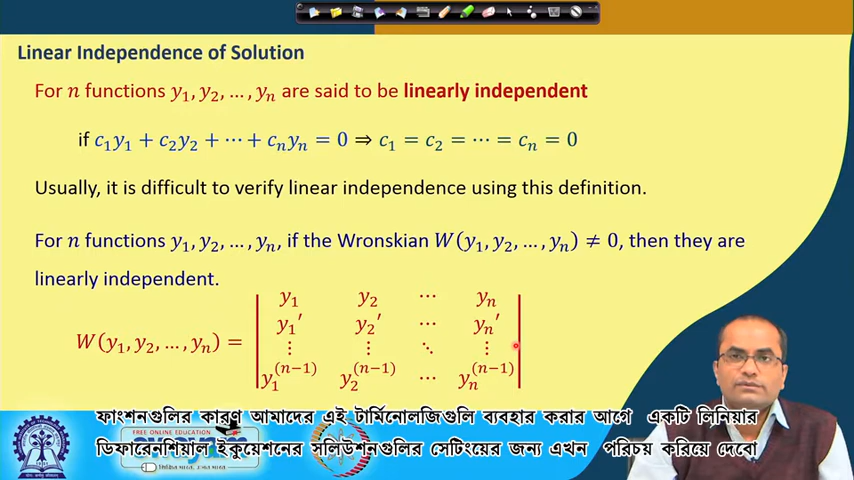 Linear Independence of Solution
For n functions y₁, y₂, …, yₙ are said to be linearly independent
if c₁y₁ + c₂y₂ + ⋯ + cₙyₙ = 0 ⇒ c₁ = c₂ = ⋯ = cₙ = 0
Usually, it is difficult to verify linear independence using this definition.
For n functions y₁, y₂, …, yₙ, if the Wronskian W(y₁, y₂, …, yₙ) ≠ 0, then they are
linearly independent.
y₁ y₂ ⋯ yₙ
y₁′ y₂′ ⋯ yₙ′
W(y₁, y₂, …, yₙ) = ⋮ ⋮ ⋱ ⋮
y₁⁽ⁿ⁻¹⁾ y₂⁽ⁿ⁻¹⁾ ⋯ yₙ⁽ⁿ⁻¹⁾
ফাংশনগুলির কারণ আমাদের এই টার্মিনোলজিগুলি ব্যবহার করার আগে একটি লিনিয়ার
FREE ONLINE EDUCATION
ডিফারেনশিয়াল ইকুয়েশনের সলিউশনগুলির সেটিংয়ের জন্য এখন পরিচয় করিয়ে দেবো